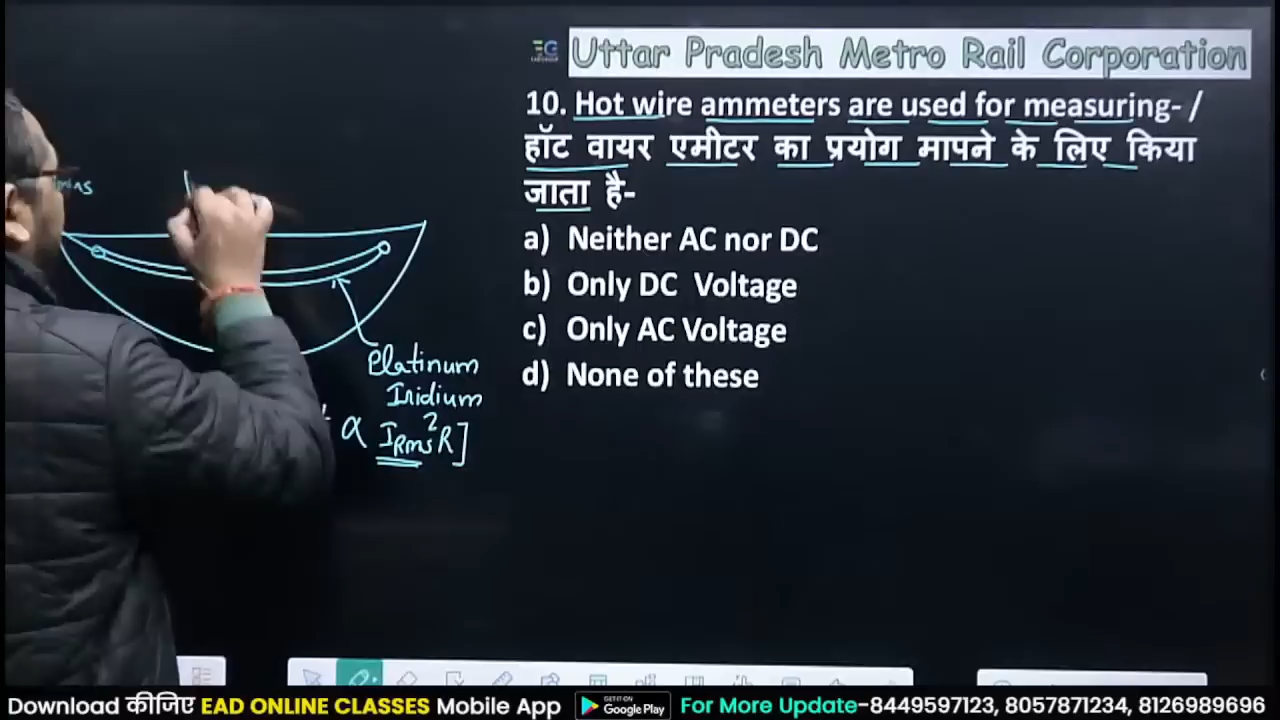 EG
Uttar Pradesh Metro Rail Corporation
10. Hot wire ammeters are used for measuring- /
हॉट वायर एमीटर का प्रयोग मापने के लिए किया
जाता है-
a) Neither AC nor DC
b) Only DC Voltage
c) Only AC Voltage
d) None of these
Platinum
Iridium
α I_Rms² R]
Download कीजिए EAD ONLINE CLASSES Mobile App
GET IT ON
Google Play
For More Update-8449597123, 8057871234, 8126989696